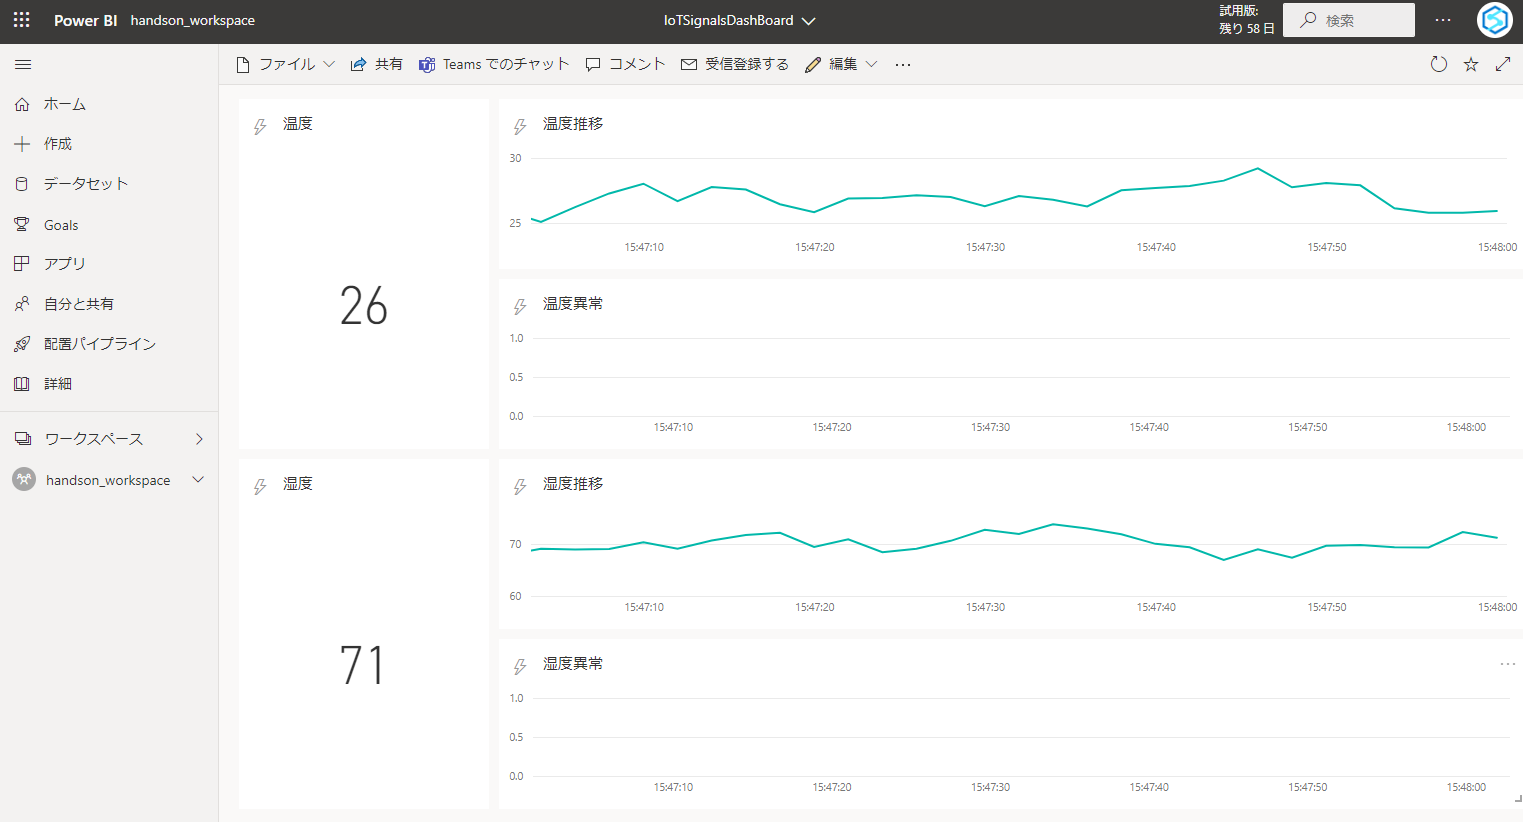 Power BI handson_workspace
IoTSignalsDashBoard
試用版:
残り 58 日
検索
ファイル 共有 Teams でのチャット コメント 受信登録する 編集
ホーム
作成
データセット
Goals
アプリ
自分と共有
配置パイプライン
詳細
ワークスペース
handson_workspace
温度
26
温度推移
30
25
15:47:10 15:47:20 15:47:30 15:47:40 15:47:50 15:48:00
温度異常
1.0
0.5
0.0
15:47:10 15:47:20 15:47:30 15:47:40 15:47:50 15:48:00
湿度
71
湿度推移
70
60
15:47:10 15:47:20 15:47:30 15:47:40 15:47:50 15:48:00
湿度異常
1.0
0.5
0.0
15:47:10 15:47:20 15:47:30 15:47:40 15:47:50 15:48:00